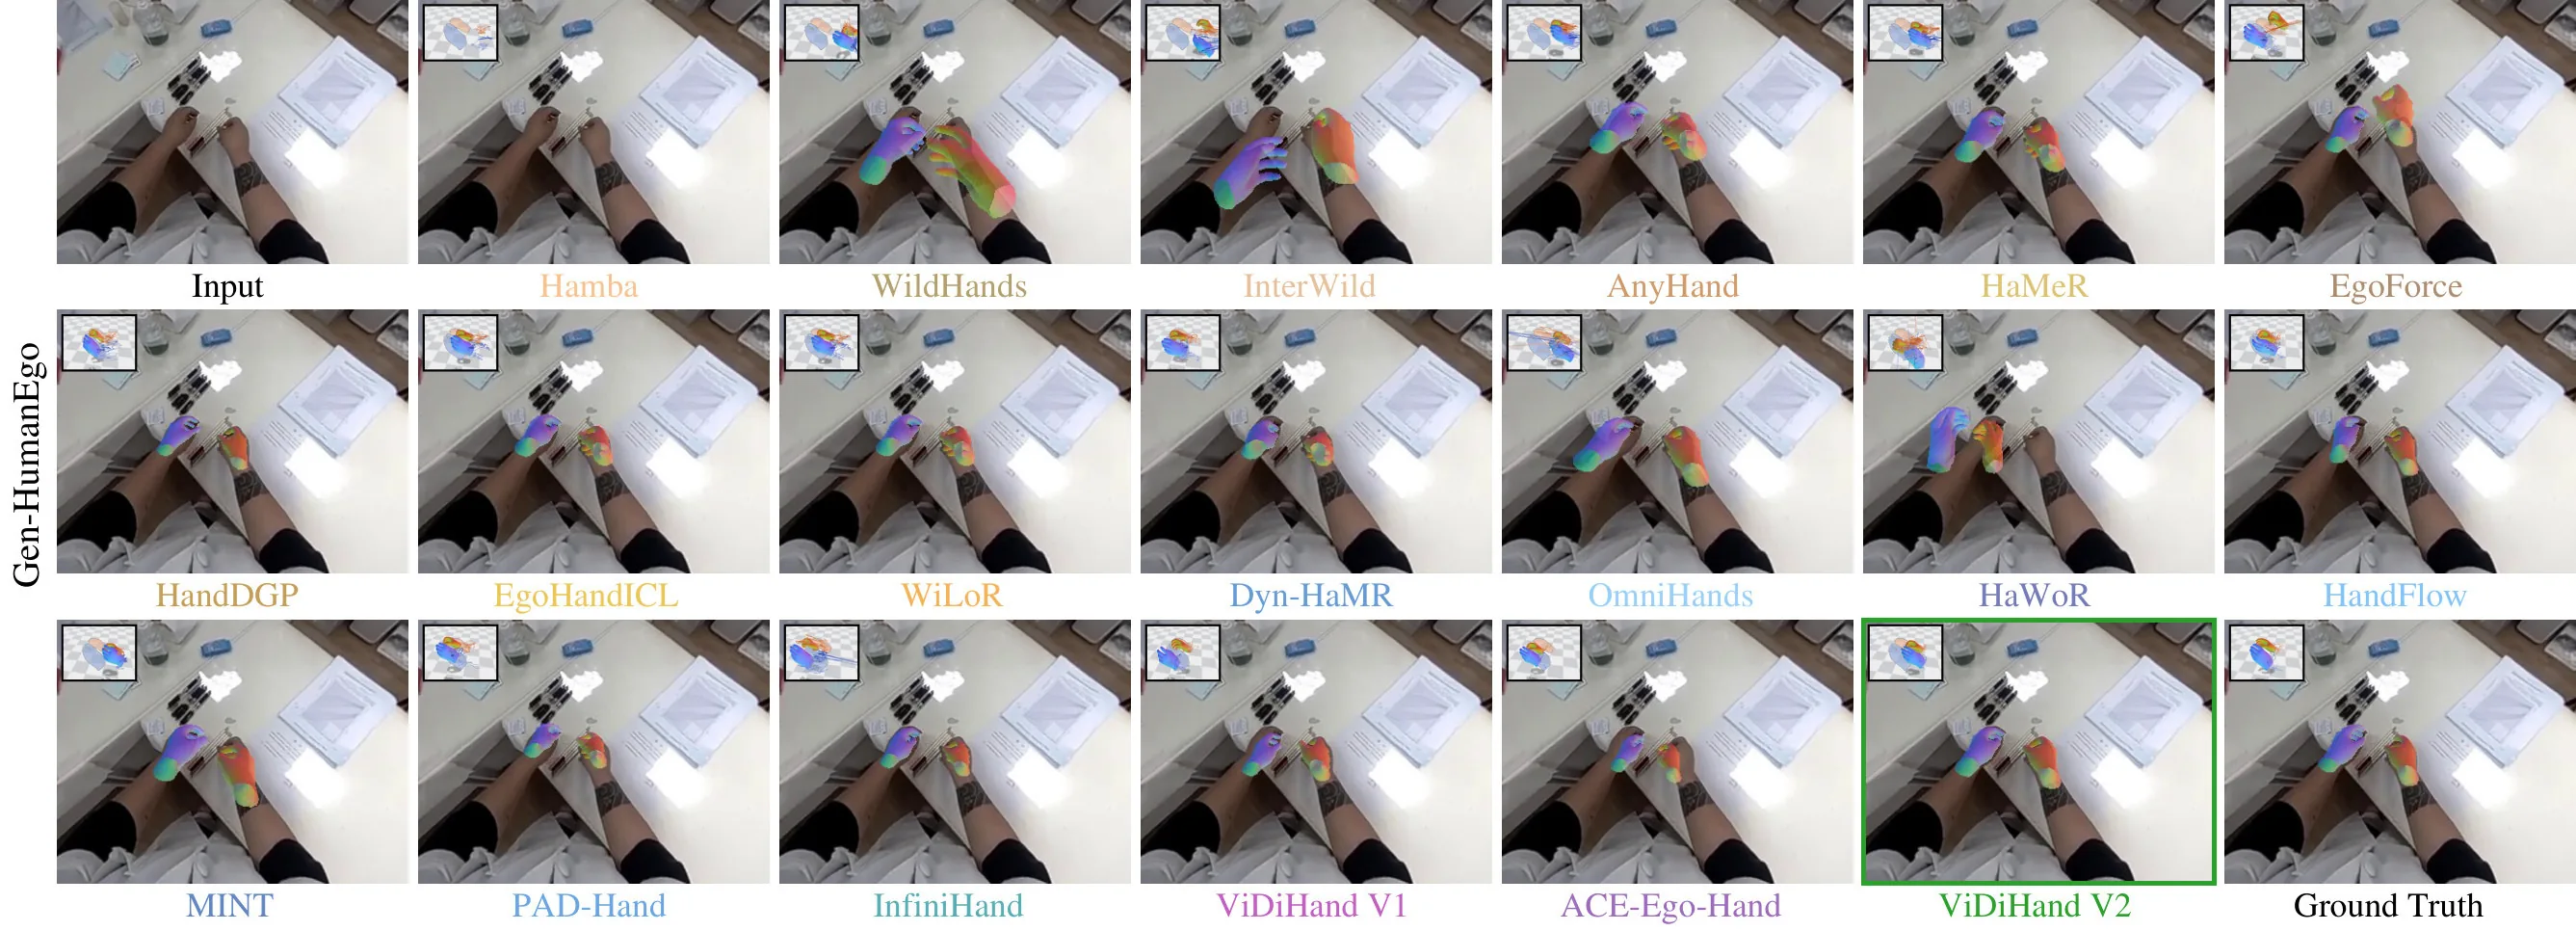 Gen-HumanEgo
Input
Hamba
WildHands
InterWild
AnyHand
HaMeR
EgoForce
HandDGP
EgoHandICL
WiLoR
Dyn-HaMR
OmniHands
HaWoR
HandFlow
MINT
PAD-Hand
InfiniHand
ViDiHand V1
ACE-Ego-Hand
ViDiHand V2
Ground Truth